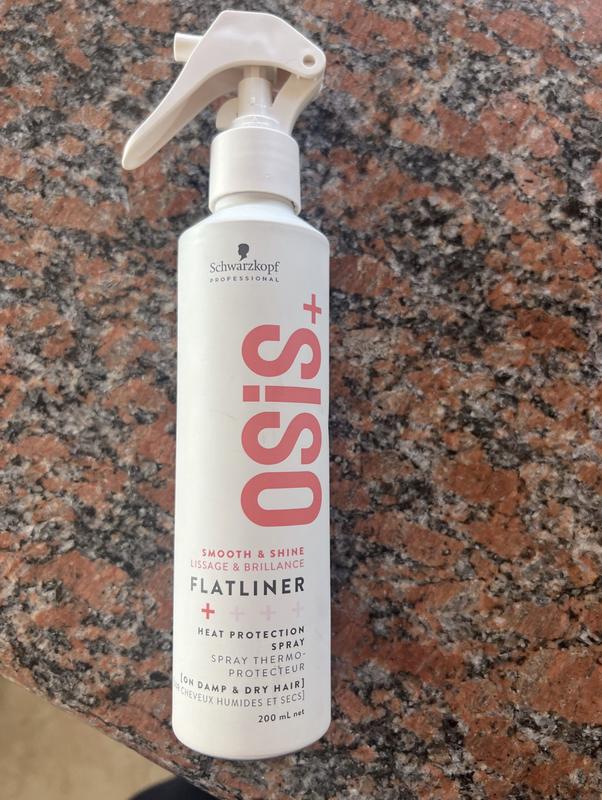 Schwarzkopf
PROFESSIONAL
OSiS+
SMOOTH & SHINE
LISSAGE & BRILLANCE
FLATLINER
+ + + +
HEAT PROTECTION
SPRAY
SPRAY THERMO-
PROTECTEUR
[ON DAMP & DRY HAIR]
CHEVEUX HUMIDES ET SECS]
200 mL net